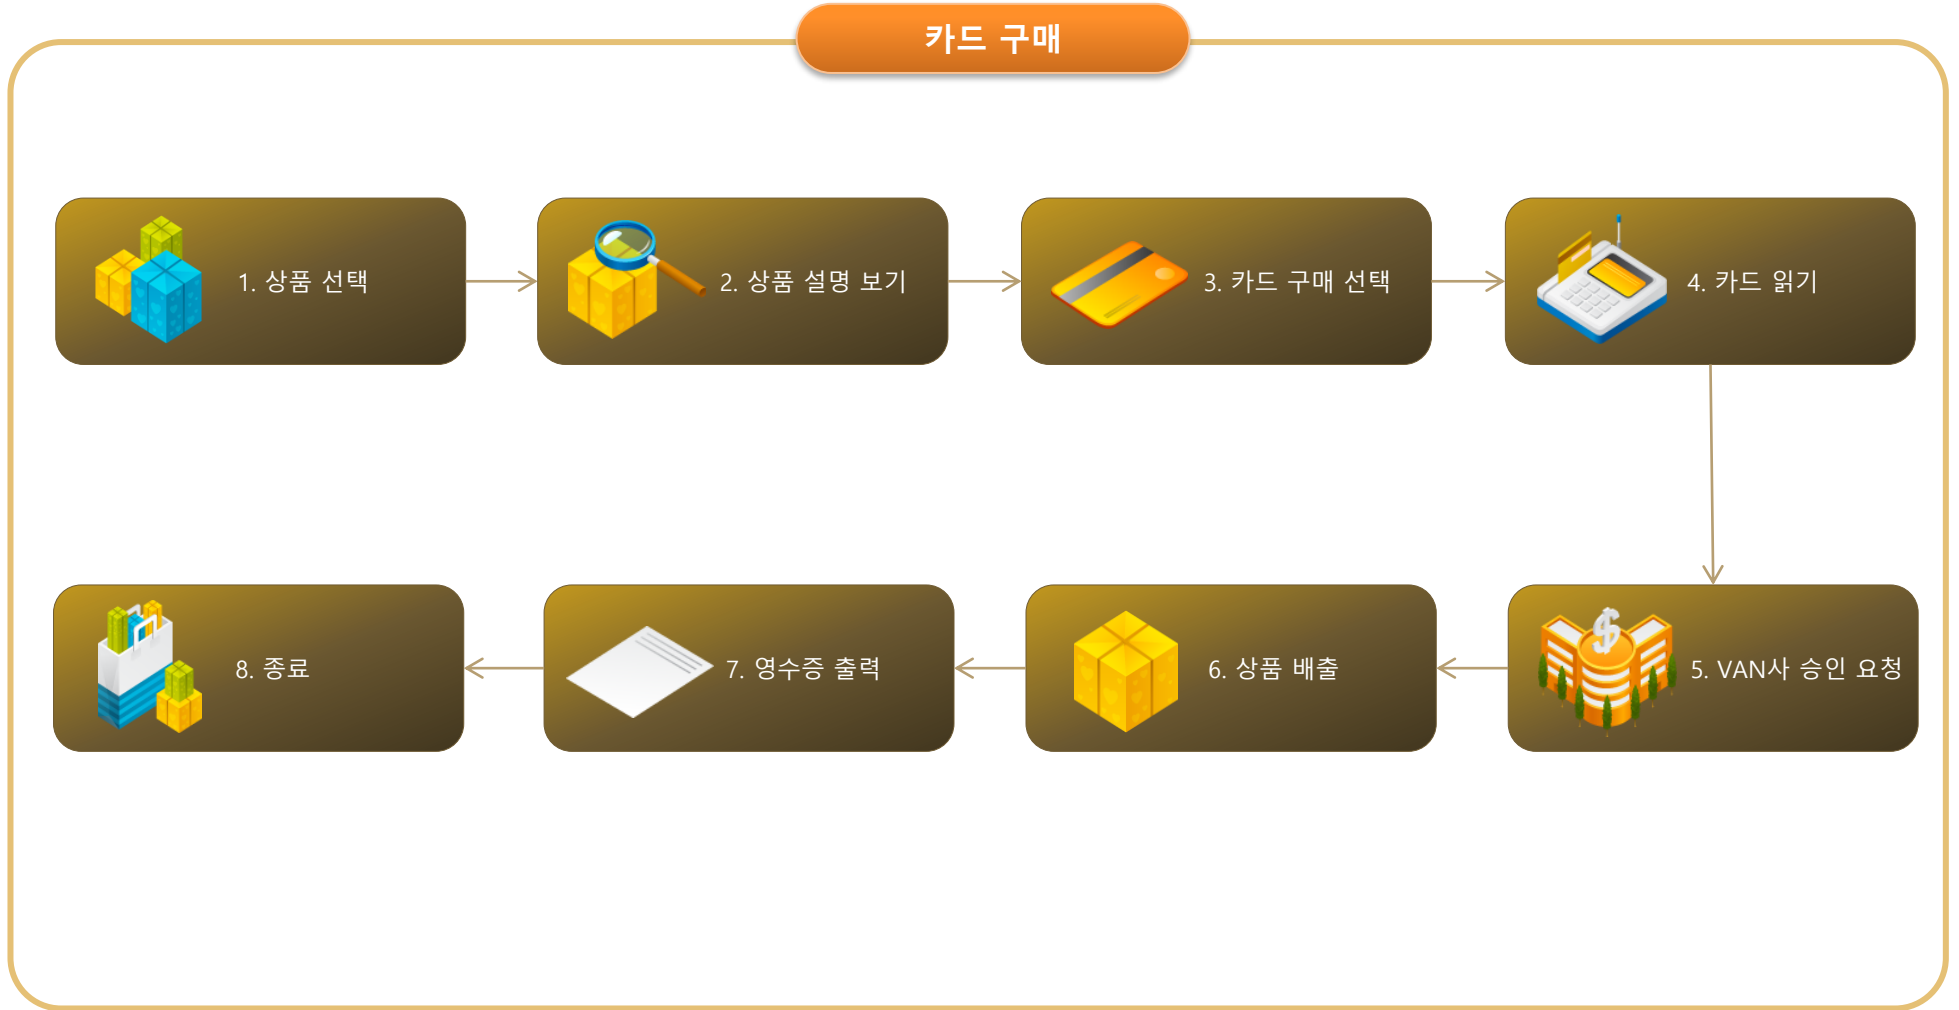 카드 구매
1. 상품 선택
2. 상품 설명 보기
3. 카드 구매 선택
4. 카드 읽기
5. VAN사 승인 요청
6. 상품 배출
7. 영수증 출력
8. 종료